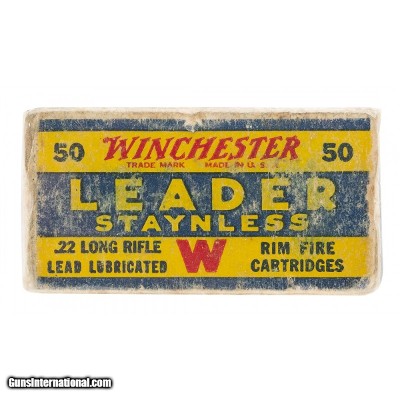 50 WINCHESTER 50
TRADE MARK MADE IN U.S.
LEADER
STAYNLESS
.22 LONG RIFLE W RIM FIRE
LEAD LUBRICATED CARTRIDGES
GunsInternational.com